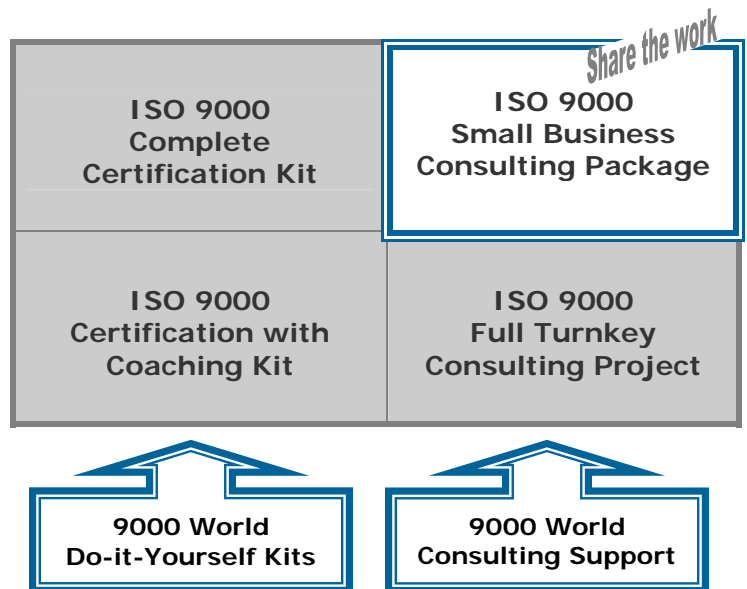 Share the work
ISO 9000
Complete
Certification Kit
ISO 9000
Small Business
Consulting Package
ISO 9000
Certification with
Coaching Kit
ISO 9000
Full Turnkey
Consulting Project
9000 World
Do-it-Yourself Kits
9000 World
Consulting Support